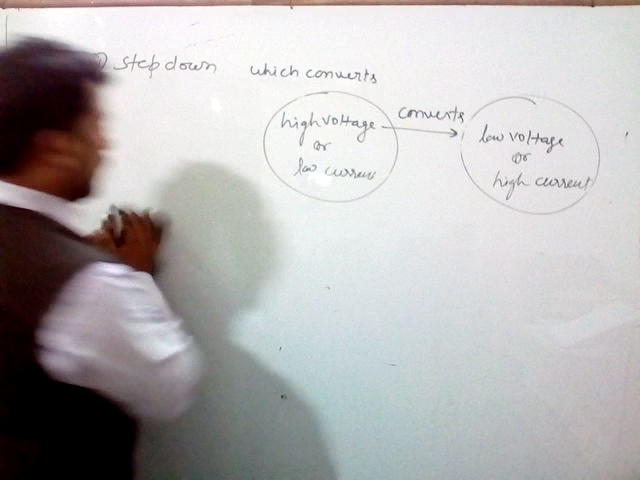 step down which converts
converts
high voltage
or
low current
low voltage
or
high current